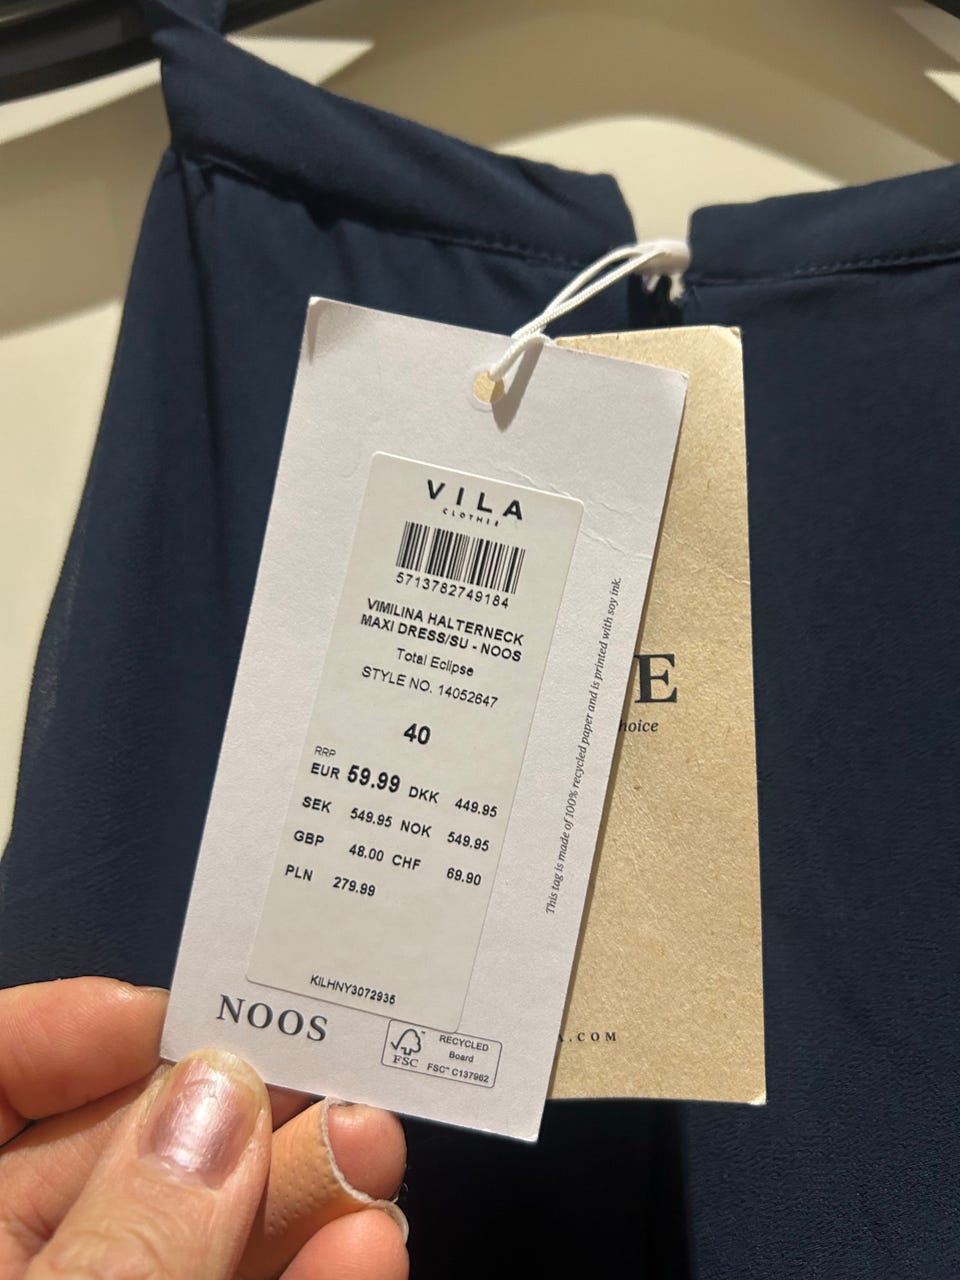 VILA
CLOTHES
5713782749184
VIMILINA HALTERNECK
MAXI DRESS/SU - NOOS
Total Eclipse
STYLE NO. 14052647
40
RRP
EUR 59.99 DKK 449.95
SEK 549.95 NOK 549.95
GBP 48.00 CHF 69.90
PLN 279.99
KILHNY3072935
NOOS
FSC
RECYCLED
Board
FSC™ C137962
This tag is made of 100% recycled paper and is printed with soy ink.
E
hoice
.COM